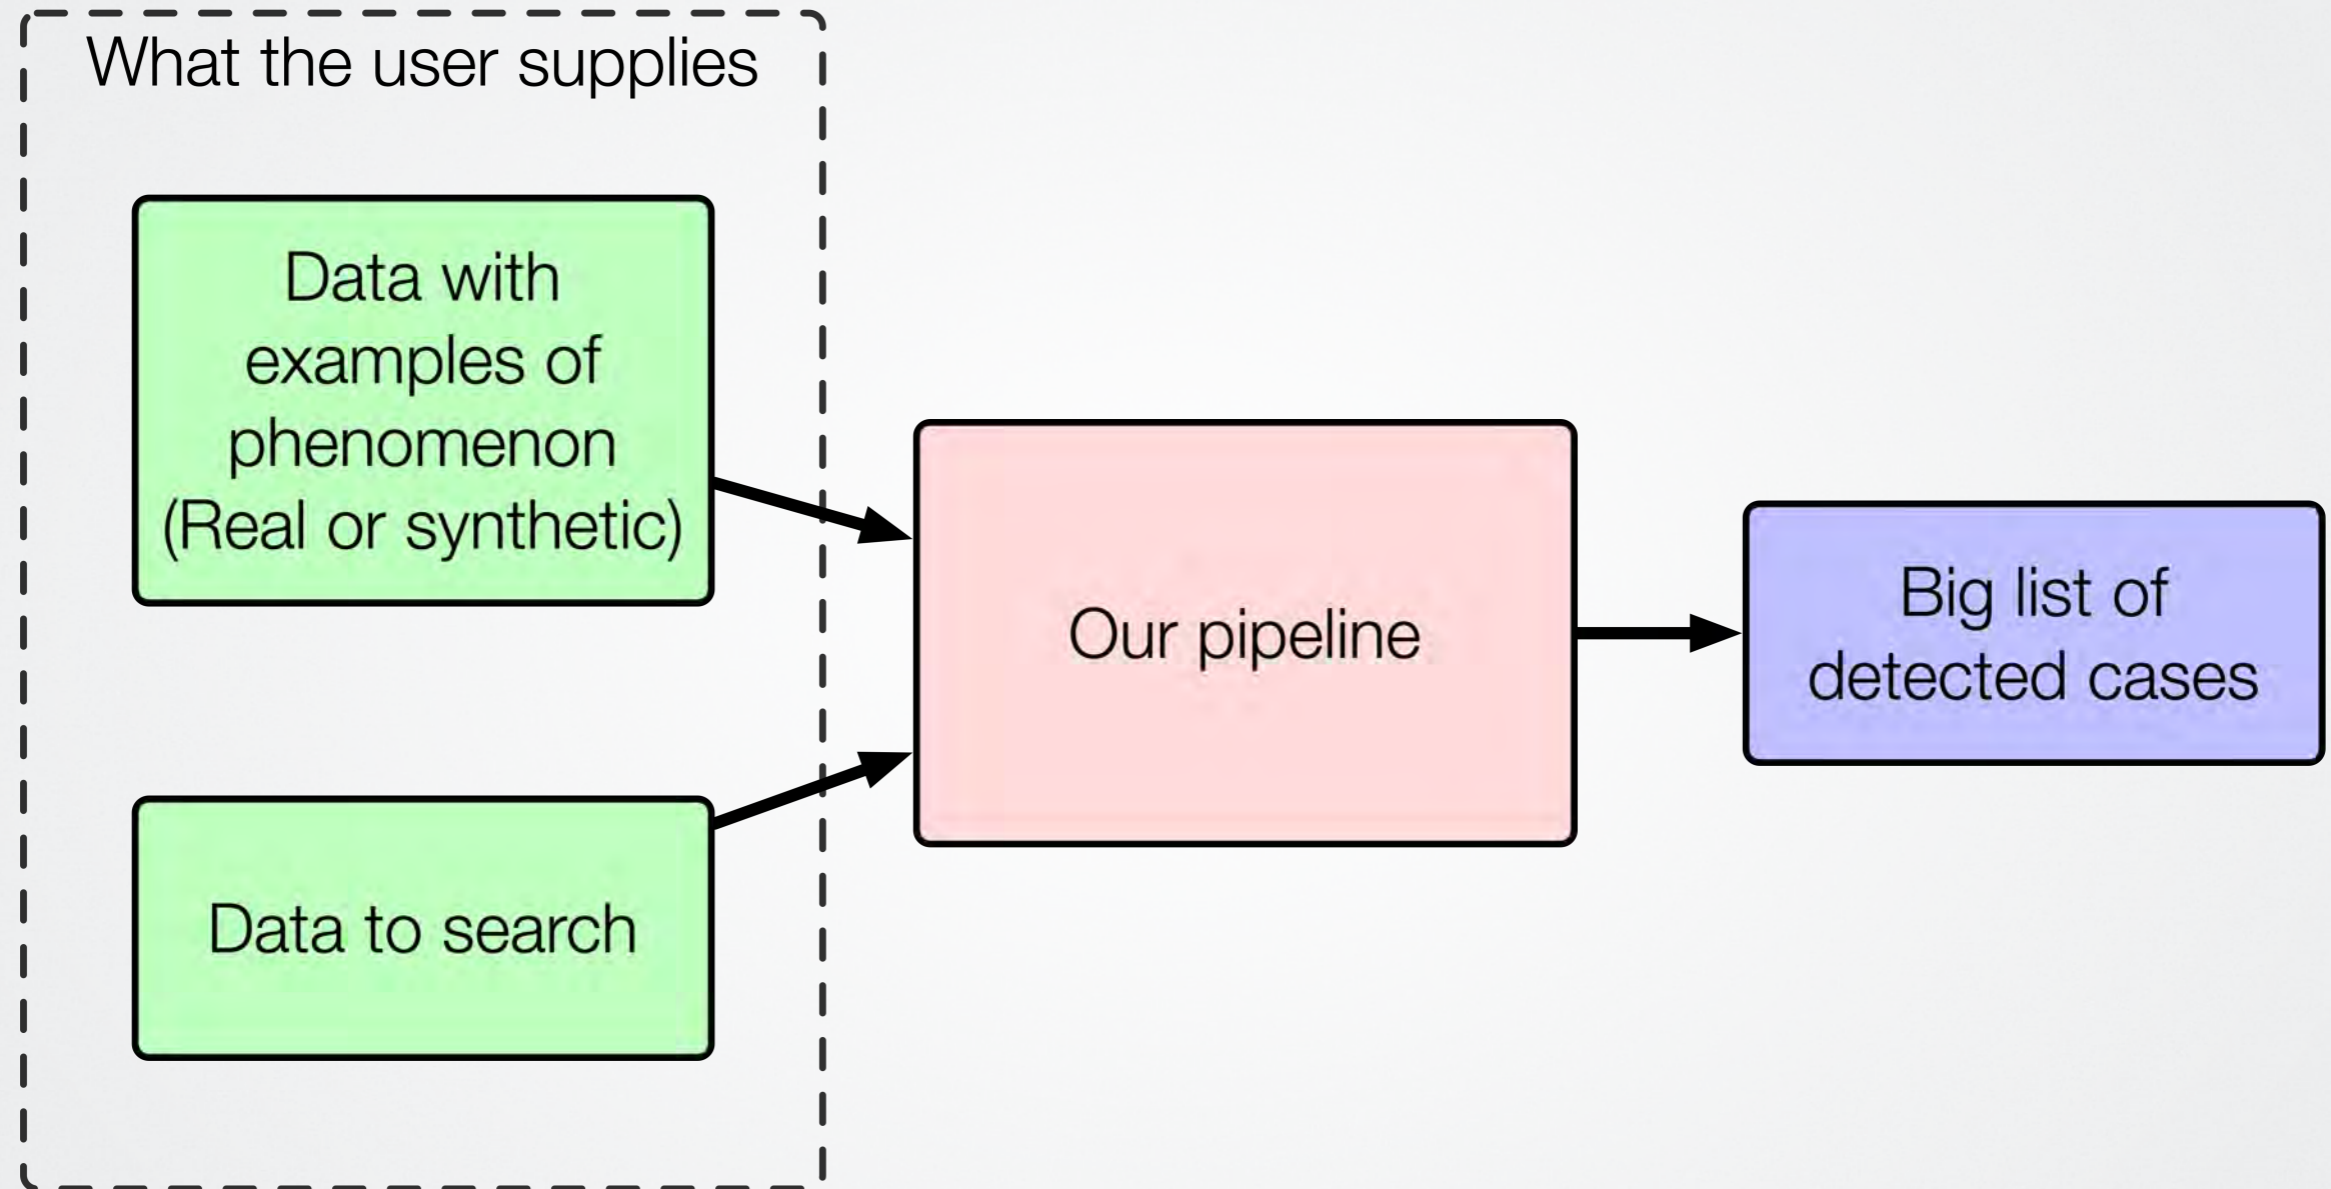 What the user supplies
Data with
examples of
phenomenon
(Real or synthetic)
Data to search
Our pipeline
Big list of
detected cases